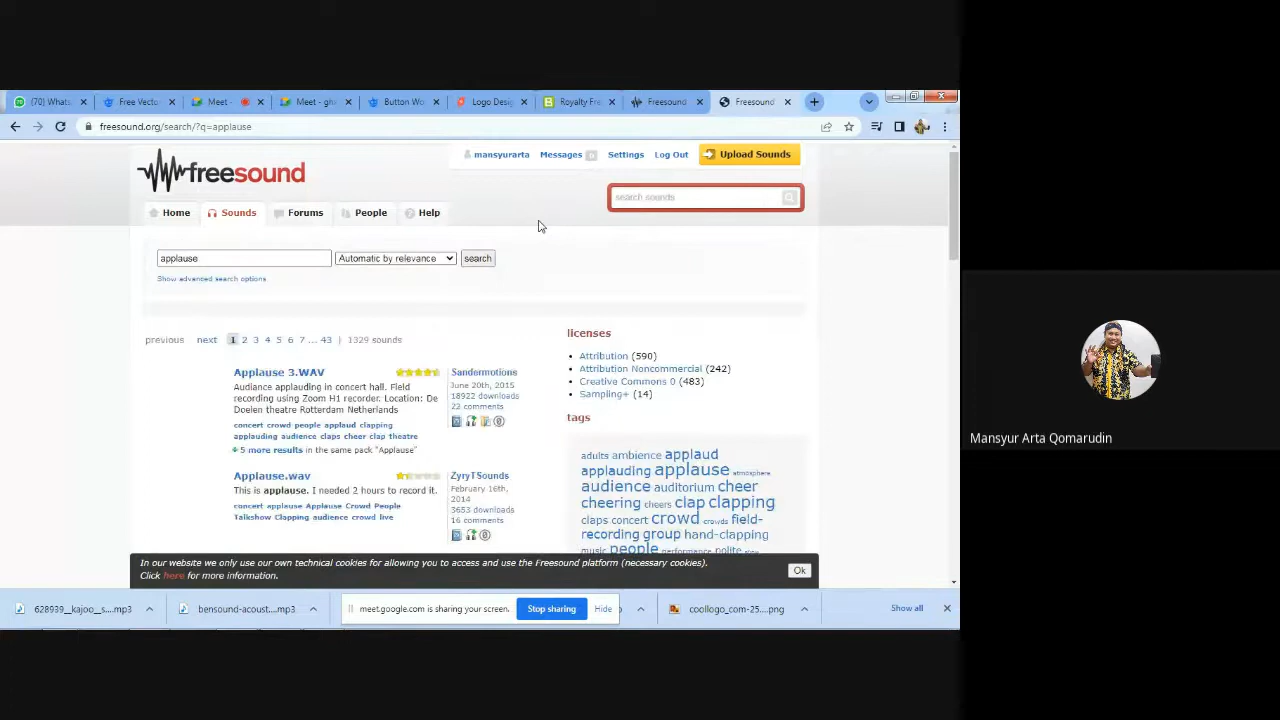 (70) Whats
Free Vectu
Meet -
Meet - gh
Button Wo
Logo Desig
Royalty Fre
Freesound
Freesound
freesound.org/search/?q=applause
mansyurarta
Messages 0
Settings
Log Out
Upload Sounds
freesound
search sounds
Home
Sounds
Forums
People
Help
applause
Automatic by relevance
search
Show advanced search options
previous next 1 2 3 4 5 6 7 ... 43 | 1329 sounds
Applause 3.WAV
Audiance applauding in concert hall. Field
recording using Zoom H1 recorder. Location: De
Doelen theatre Rotterdam Netherlands
concert crowd people applaud clapping
applauding audience claps cheer clap theatre
5 more results in the same pack "Applause"
Sandermotions
June 20th, 2015
18922 downloads
22 comments
Applause.wav
This is applause. I needed 2 hours to record it.
concert applause Applause Crowd People
Talkshow Clapping audience crowd live
ZyryTSounds
February 16th,
2014
3653 downloads
16 comments
licenses
Attribution (590)
Attribution Noncommercial (242)
Creative Commons 0 (483)
Sampling+ (14)
tags
adults ambience applaud
applauding applause atmosphere
audience auditorium cheer
cheering cheers clap clapping
claps concert crowd crowds field-
recording group hand-clapping
music people performance polite
In our website we only use our own technical cookies for allowing you to access and use the Freesound platform (necessary cookies).
Click here for more information.
Ok
628939__kajoo__s....mp3
bensound-acoust....mp3
meet.google.com is sharing your screen.
Stop sharing
Hide
coollogo_com-25....png
Show all
Mansyur Arta Qomarudin